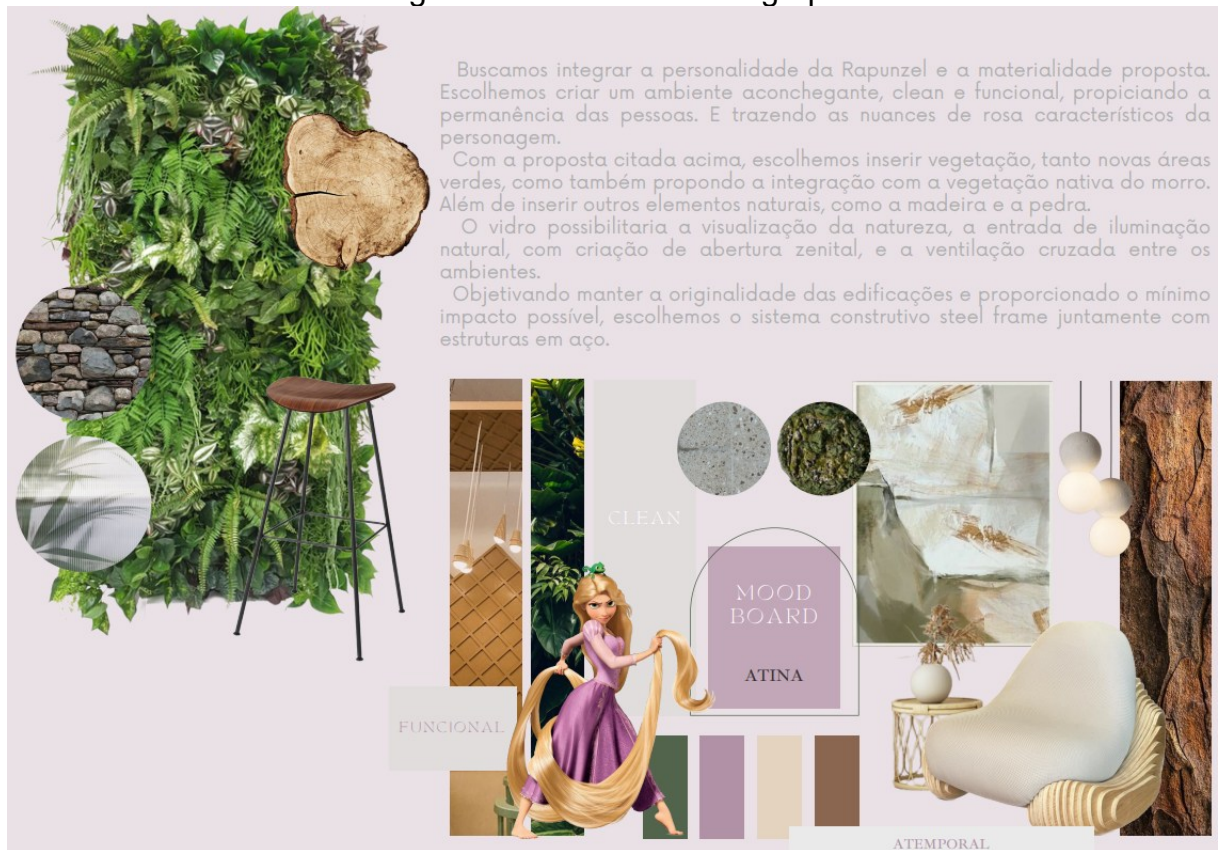 Buscamos integrar a personalidade da Rapunzel e a materialidade proposta.
Escolhemos criar um ambiente aconchegante, clean e funcional, propiciando a
permanência das pessoas. E trazendo as nuances de rosa característicos da
personagem.
Com a proposta citada acima, escolhemos inserir vegetação, tanto novas áreas
verdes, como também propondo a integração com a vegetação nativa do morro.
Além de inserir outros elementos naturais, como a madeira e a pedra.
O vidro possibilitaria a visualização da natureza, a entrada de iluminação
natural, com criação de abertura zenital, e a ventilação cruzada entre os
ambientes.
Objetivando manter a originalidade das edificações e proporcionado o mínimo
impacto possível, escolhemos o sistema construtivo steel frame juntamente com
estruturas em aço.
CLEAN
MOOD
BOARD
ATINA
FUNCIONAL
ATEMPORAL